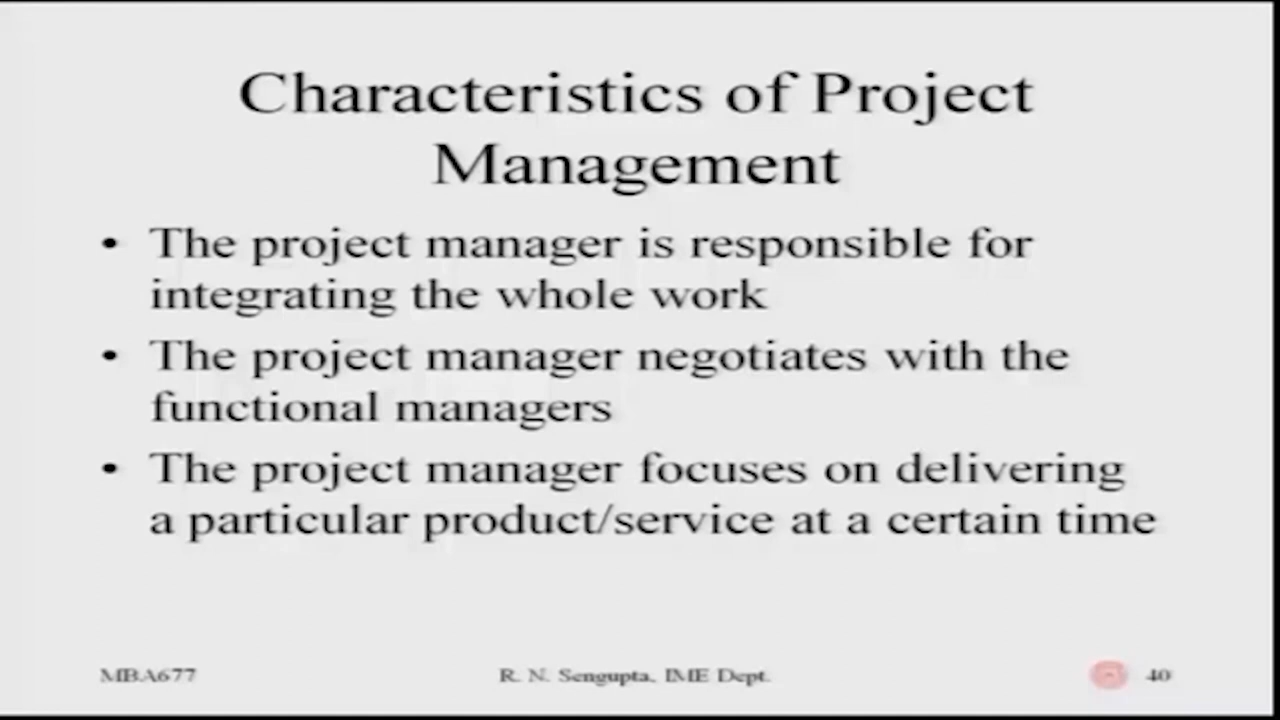 Characteristics of Project
Management
• The project manager is responsible for
integrating the whole work
• The project manager negotiates with the
functional managers
• The project manager focuses on delivering
a particular product/service at a certain time
MBA677
R. N. Sengupta, IME Dept.
40